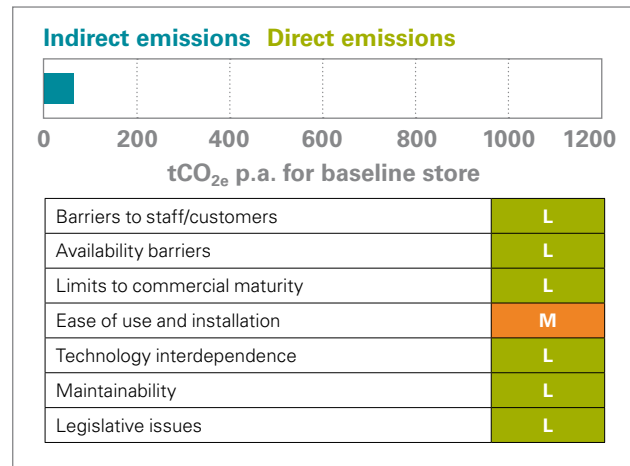 Indirect emissions Direct emissions
0 200 400 600 800 1000 1200
tCO2e p.a. for baseline store
Barriers to staff/customers L
Availability barriers L
Limits to commercial maturity L
Ease of use and installation M
Technology interdependence L
Maintainability L
Legislative issues L